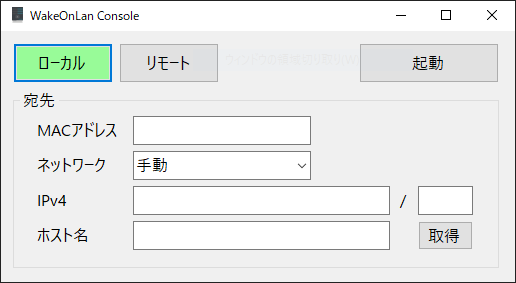 WakeOnLan Console
ローカル リモート 起動
宛先
MACアドレス
ネットワーク 手動
IPv4 /
ホスト名 取得